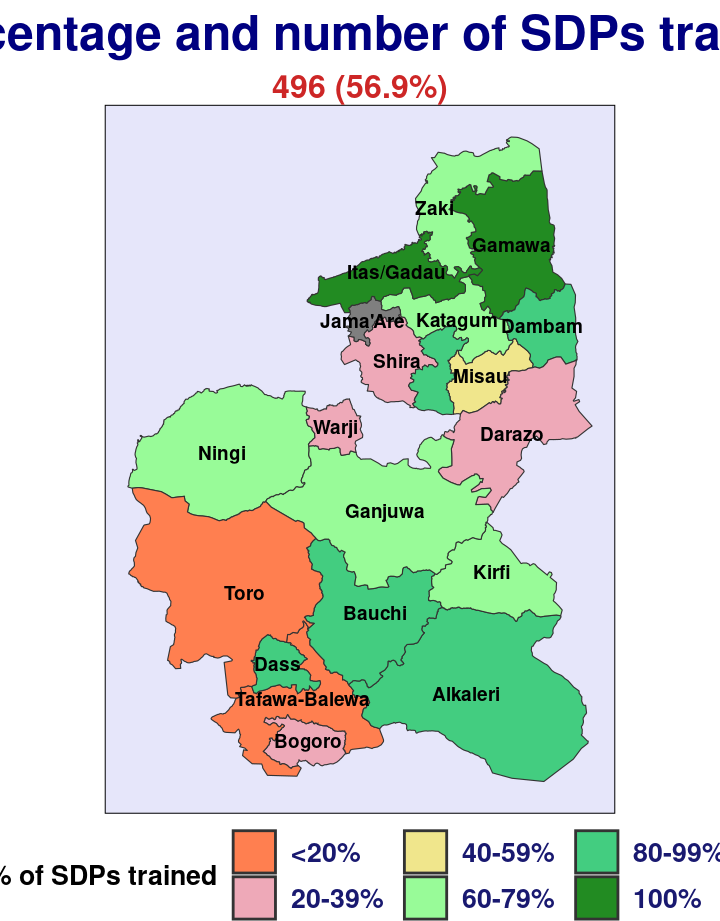 centage and number of SDPs tra
496 (56.9%)
Zaki
Gamawa
Itas/Gadau
Jama'Are
Katagum
Dambam
Shira
Misau
Warji
Darazo
Ningi
Ganjuwa
Kirfi
Toro
Bauchi
Dass
Alkaleri
Tafawa-Balewa
Bogoro
% of SDPs trained
<20%
40-59%
80-99%
20-39%
60-79%
100%